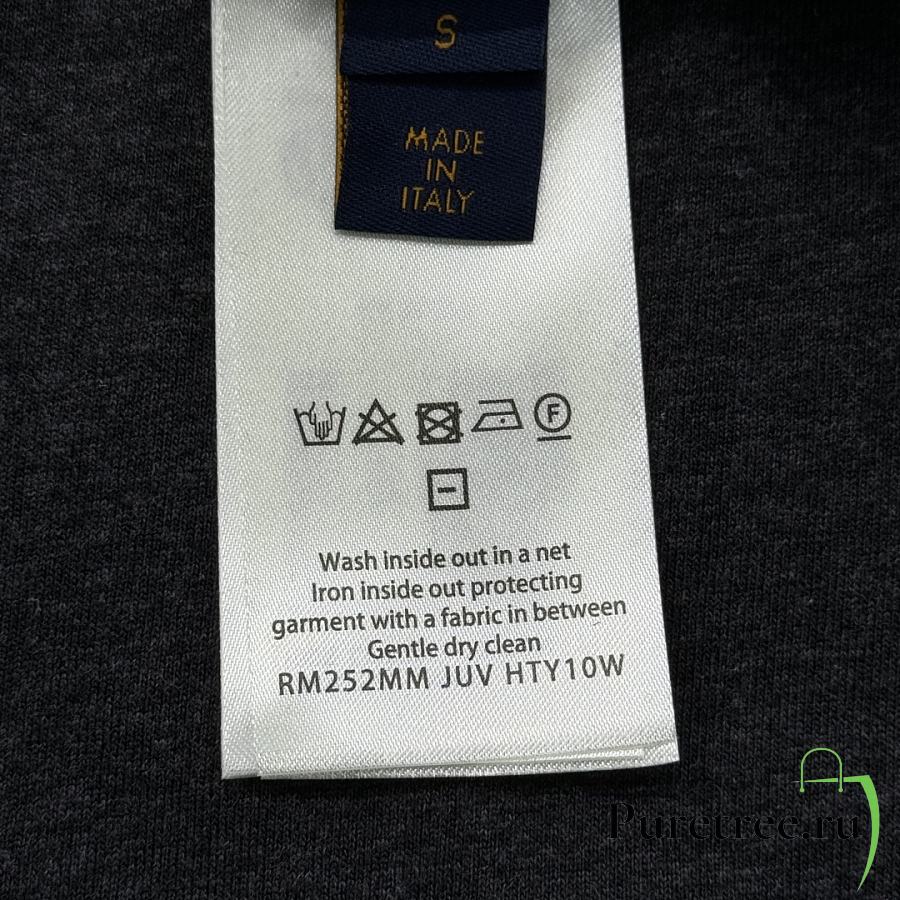 S
MADE
IN
ITALY
F
Wash inside out in a net
Iron inside out protecting
garment with a fabric in between
Gentle dry clean
RM252MM JUV HTY10W
Puretree.ru